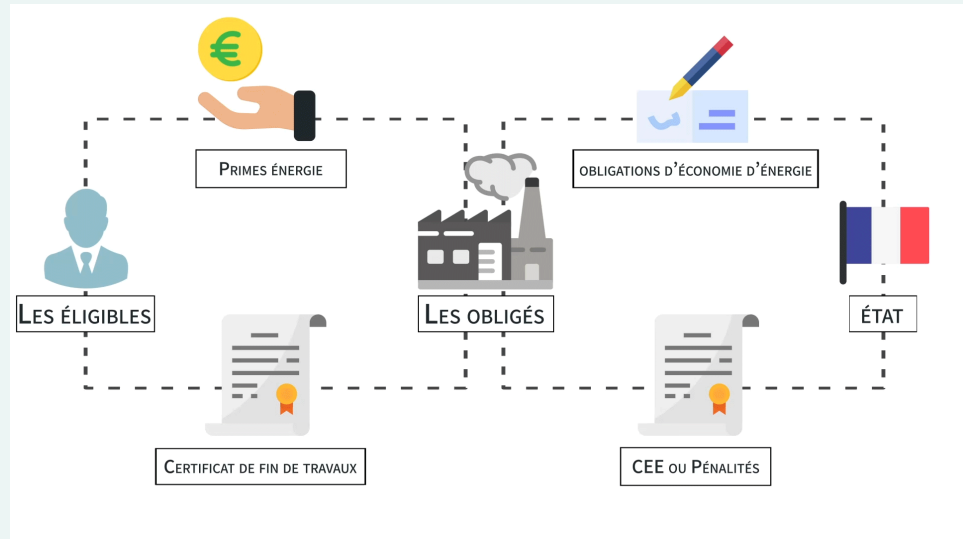 Primes énergie
obligations d'économie d'énergie
Les éligibles
Les obligés
État
Certificat de fin de travaux
CEE ou Pénalités